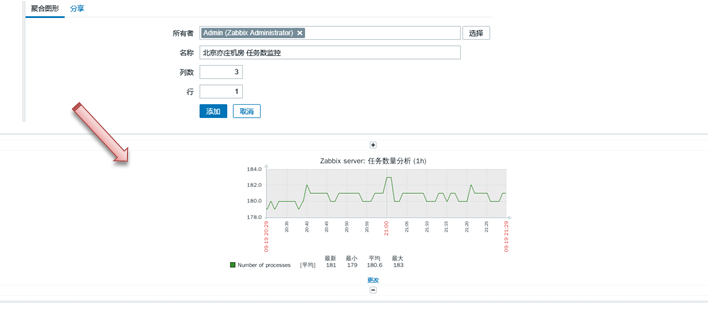 聚合图形 分享
所有者 Admin (Zabbix Administrator) × 选择
名称 北京亦庄机房 任务数监控
列数 3
行 1
添加 取消
+
Zabbix server: 任务数量分析 (1h)
184.0
182.0
180.0
178.0
09-19 20:29 20:35 20:40 20:45 20:50 20:55 21:00 21:05 21:10 21:15 21:20 21:25 09-19 21:29
最新 最小 平均 最大
Number of processes [平均] 181 179 180.6 183
更改
−